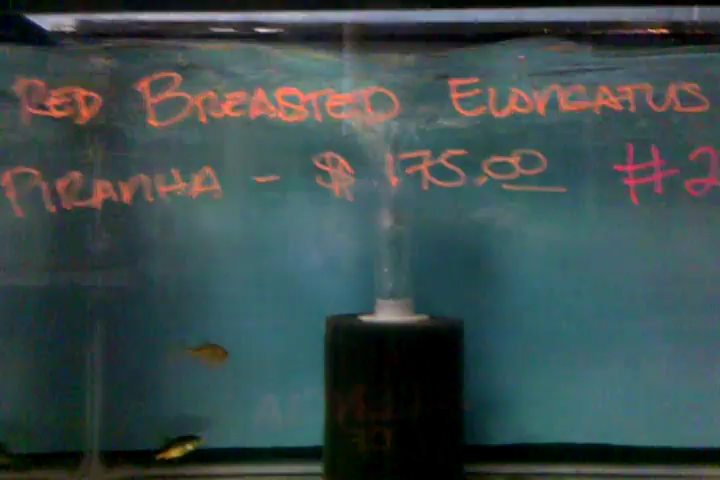 RED BREASTED ELONGATUS
PIRANHA - $175.00 #2